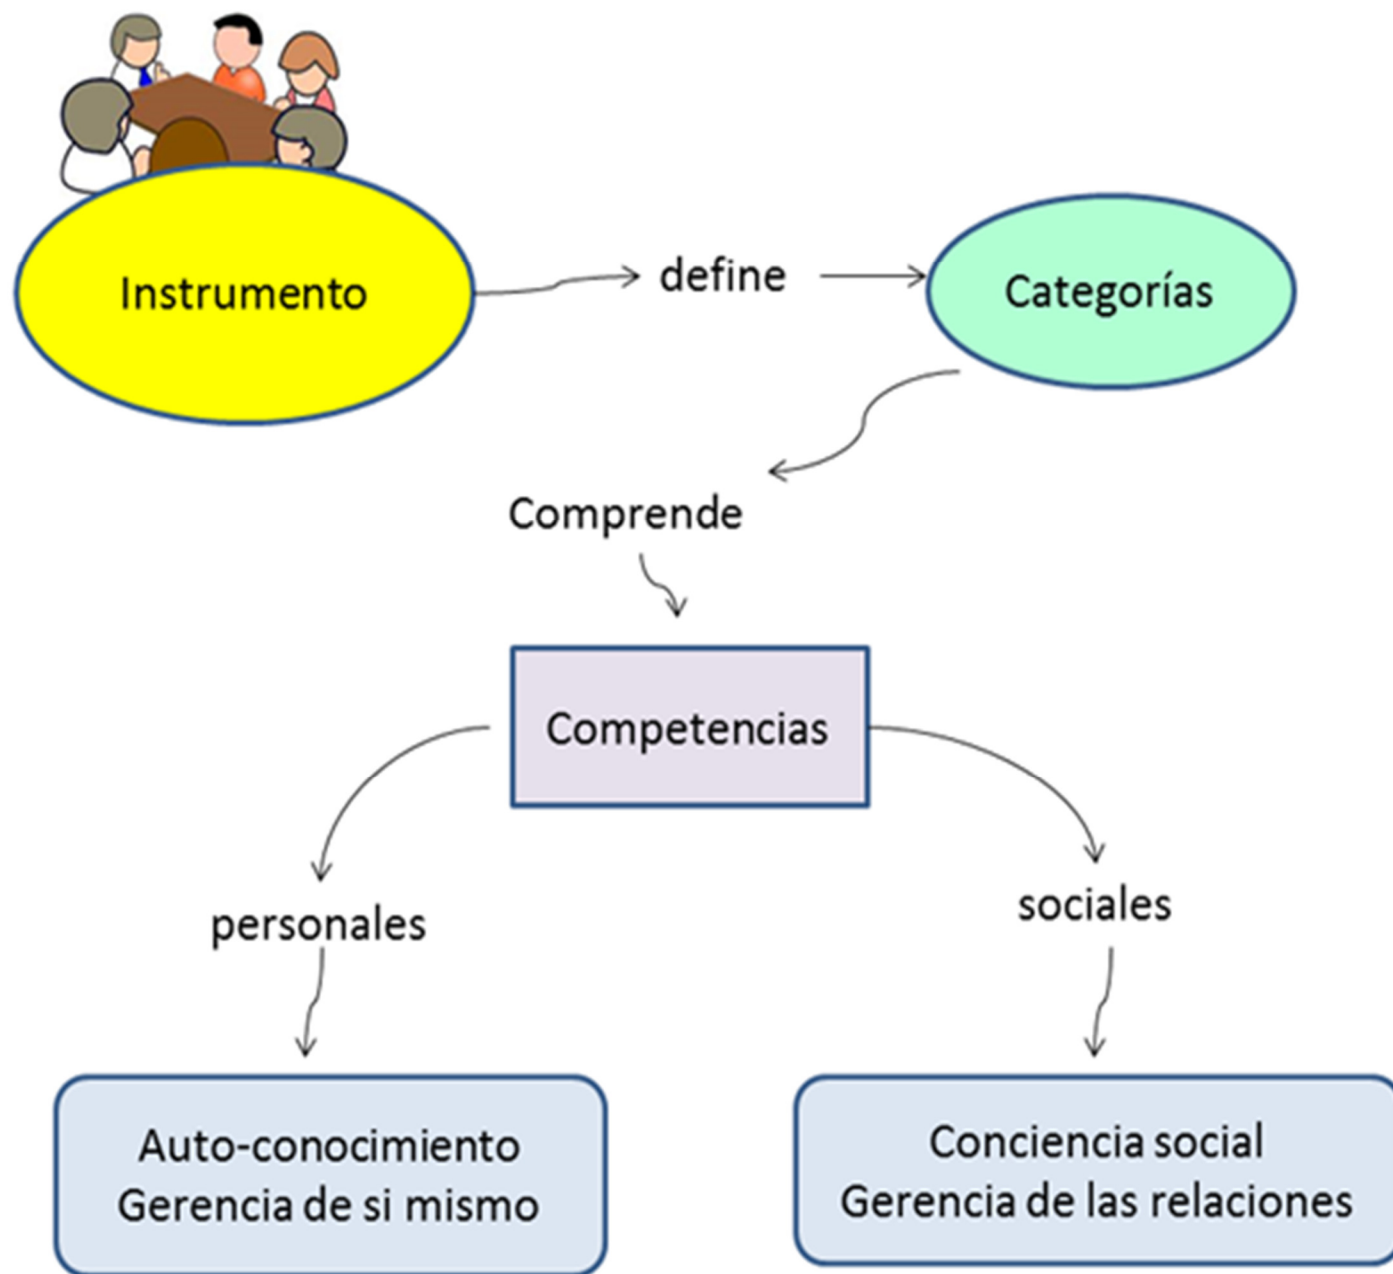 Instrumento
define
Categorías
Comprende
Competencias
personales
sociales
Auto-conocimiento
Gerencia de si mismo
Conciencia social
Gerencia de las relaciones